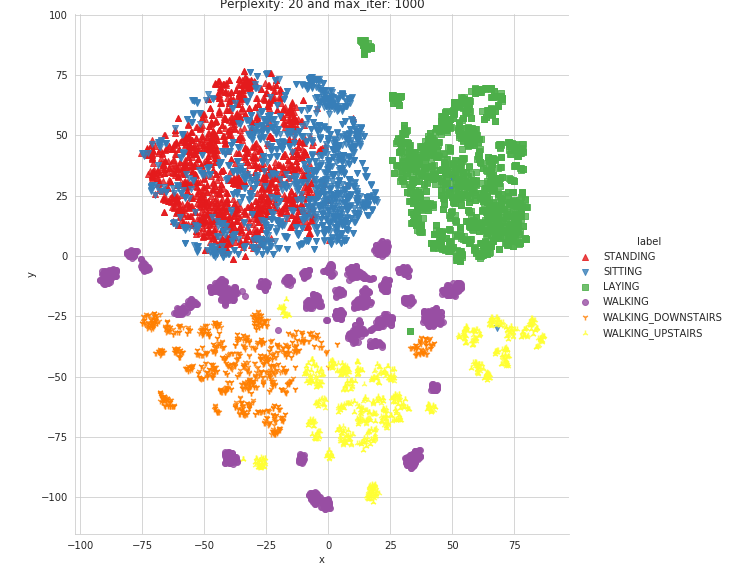 Perplexity: 20 and max_iter: 1000
100
75
50
25
0
−25
−50
−75
−100
y
−100 −75 −50 −25 0 25 50 75
x
label
STANDING
SITTING
LAYING
WALKING
WALKING_DOWNSTAIRS
WALKING_UPSTAIRS